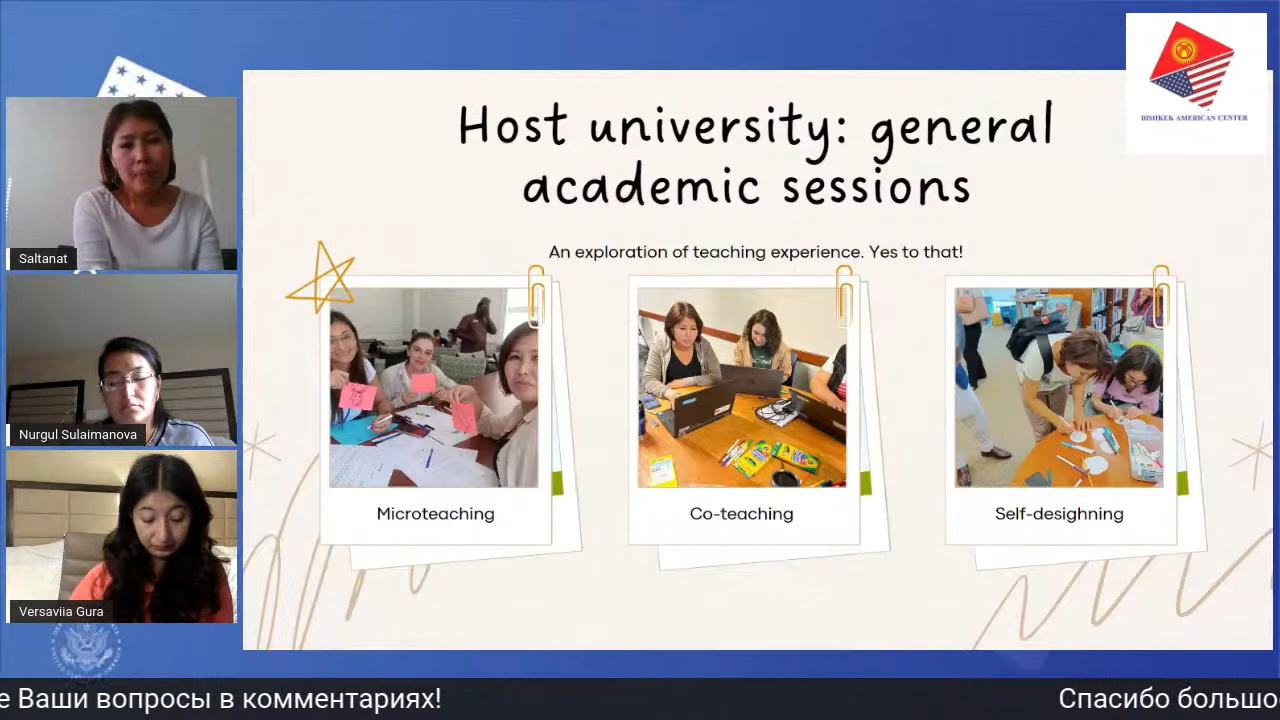 Host university: general
academic sessions
An exploration of teaching experience. Yes to that!
Microteaching
Co-teaching
Self-desighning
BISHKEK AMERICAN CENTER
Saltanat
Nurgul Sulaimanova
Versaviia Gura
е Ваши вопросы в комментариях!
Спасибо большо